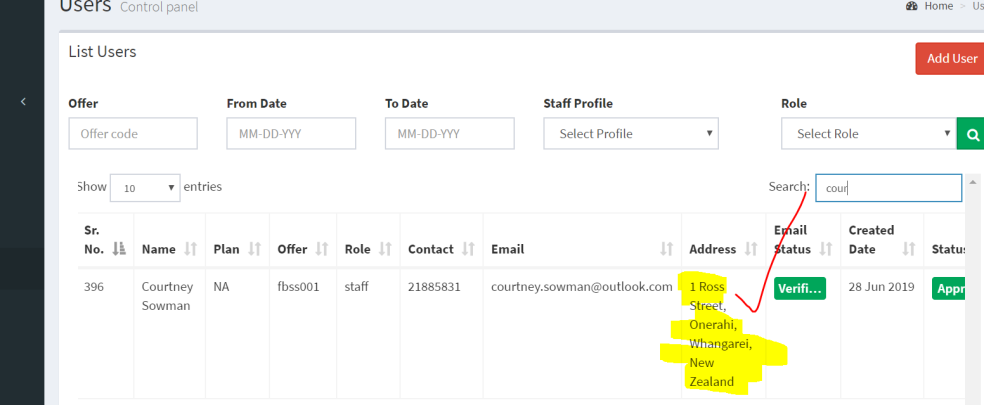 Users Control panel
Home > Us
List Users
Add User
Offer From Date To Date Staff Profile Role
Offer code MM-DD-YYY MM-DD-YYY Select Profile Select Role
Show 10 entries Search: cour
Sr. No. Name Plan Offer Role Contact Email Address Email Status Created Date Status
396 Courtney Sowman NA fbss001 staff 21885831 courtney.sowman@outlook.com 1 Ross Street, Onerahi, Whangarei, New Zealand Verifi... 28 Jun 2019 Appr